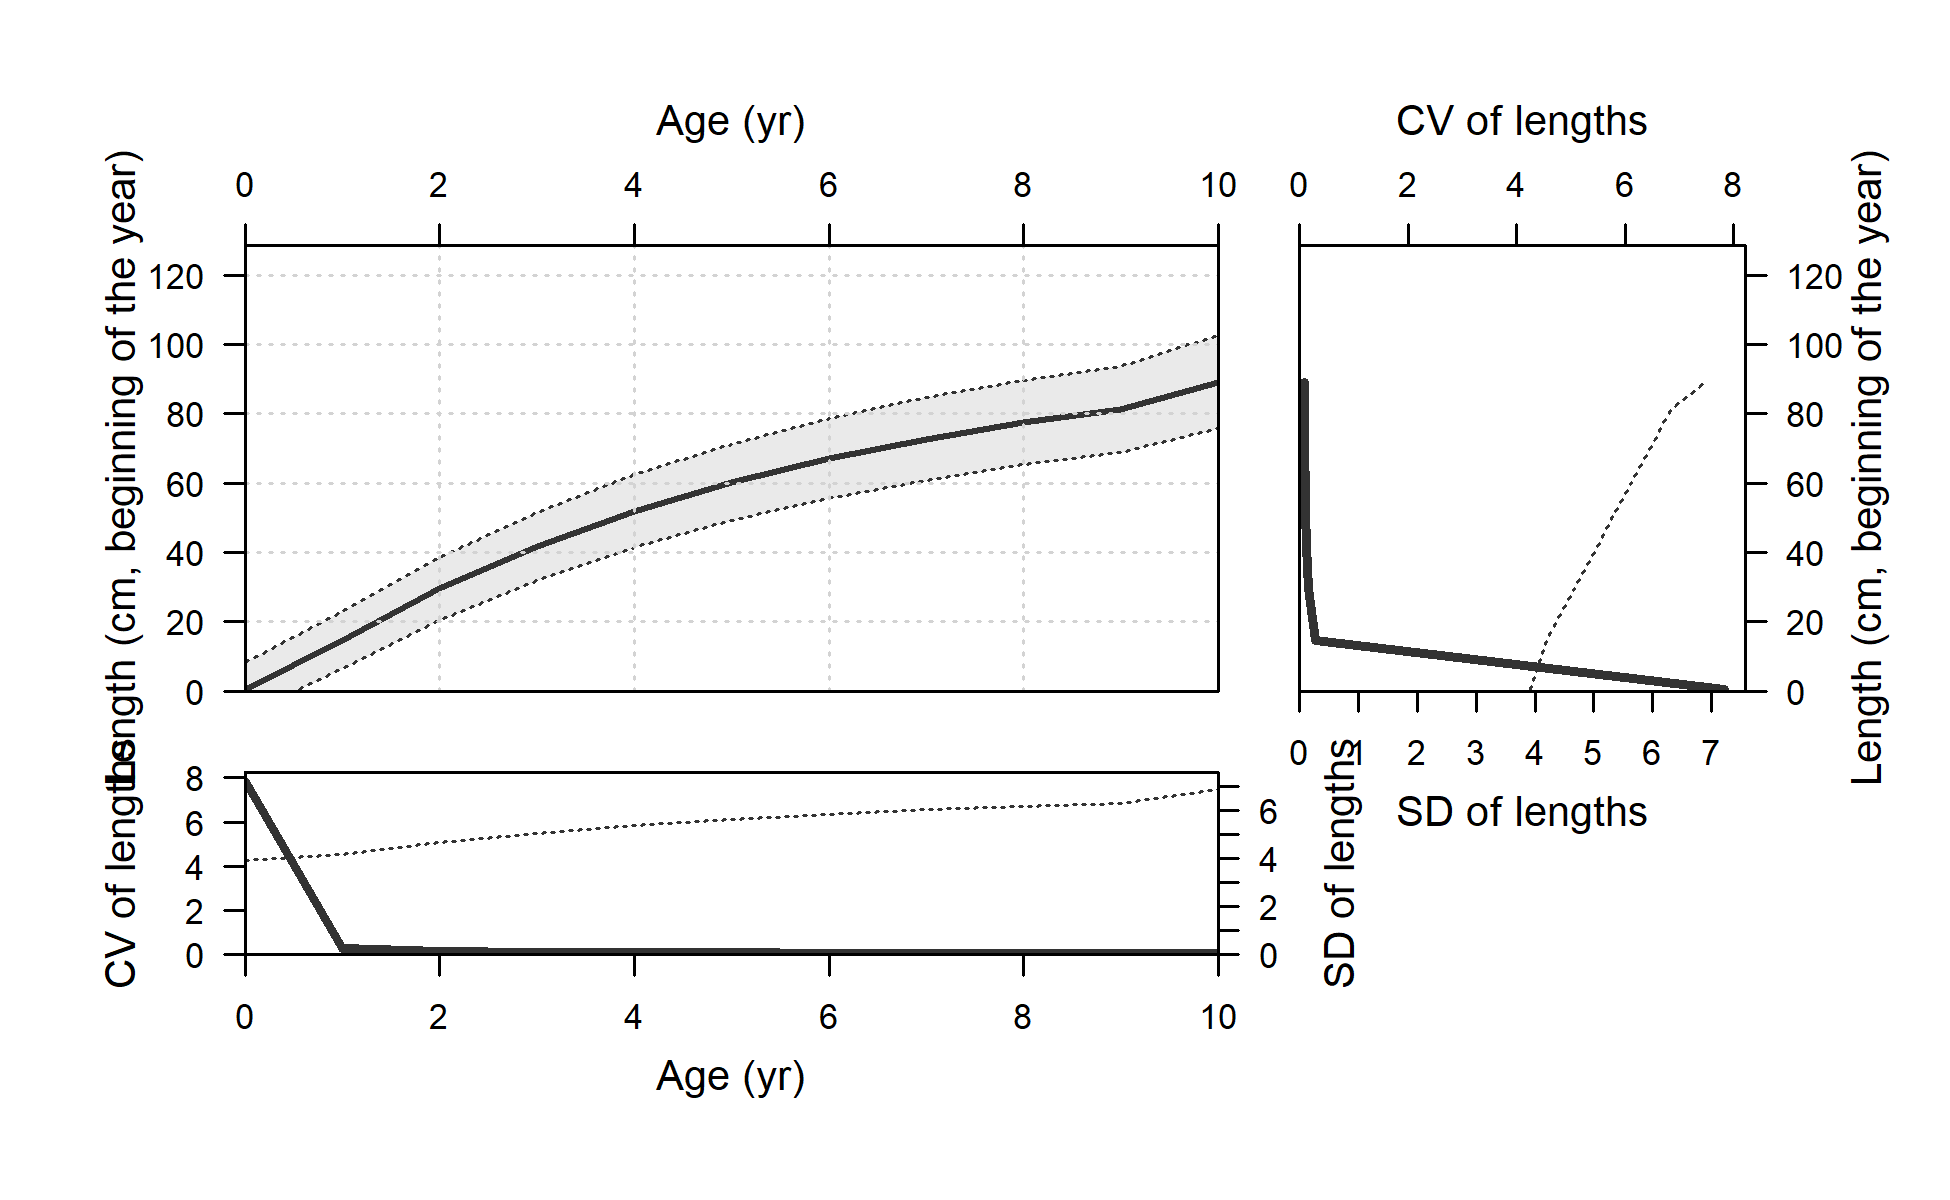 Age (yr)
CV of lengths
0 2 4 6 8 10
0 2 4 6 8
Length (cm, beginning of the year)
120
100
80
60
40
20
0
120
100
80
60
40
20
0
Length (cm, beginning of the year)
0 1 2 3 4 5 6 7
SD of lengths
CV of lengths
8
6
4
2
0
6
4
2
0
SD of lengths
0 2 4 6 8 10
Age (yr)